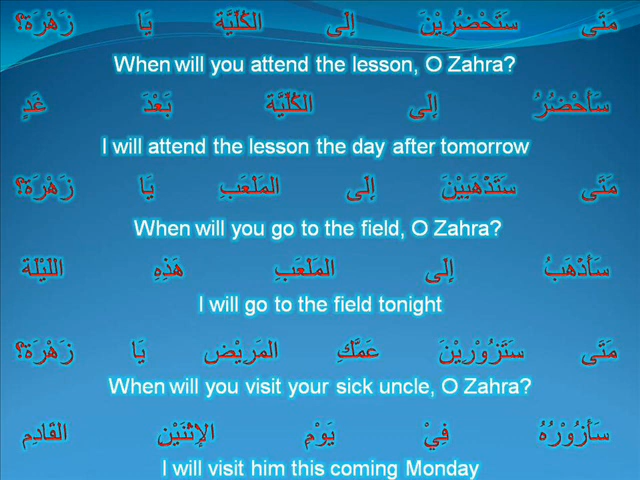 مَتَى سَتَحْضُرِيْنَ إِلَى الكُلِّيَّةِ يَا زَهْرَة؟
When will you attend the lesson, O Zahra?
سَأَحْضُرُ إِلَى الكُلِّيَّةِ بَعْدَ غَدٍ
I will attend the lesson the day after tomorrow
مَتَى سَتَذْهَبِيْنَ إِلَى المَلْعَبِ يَا زَهْرَة؟
When will you go to the field, O Zahra?
سَأَذْهَبُ إِلَى المَلْعَبِ هَذِهِ اللَّيْلَة
I will go to the field tonight
مَتَى سَتَزُوْرِيْنَ عَمَّكِ المَرِيْض يَا زَهْرَة؟
When will you visit your sick uncle, O Zahra?
سَأَزُوْرُهُ فِيْ يَوْمِ الإِثْنَيْنِ القَادِم
I will visit him this coming Monday